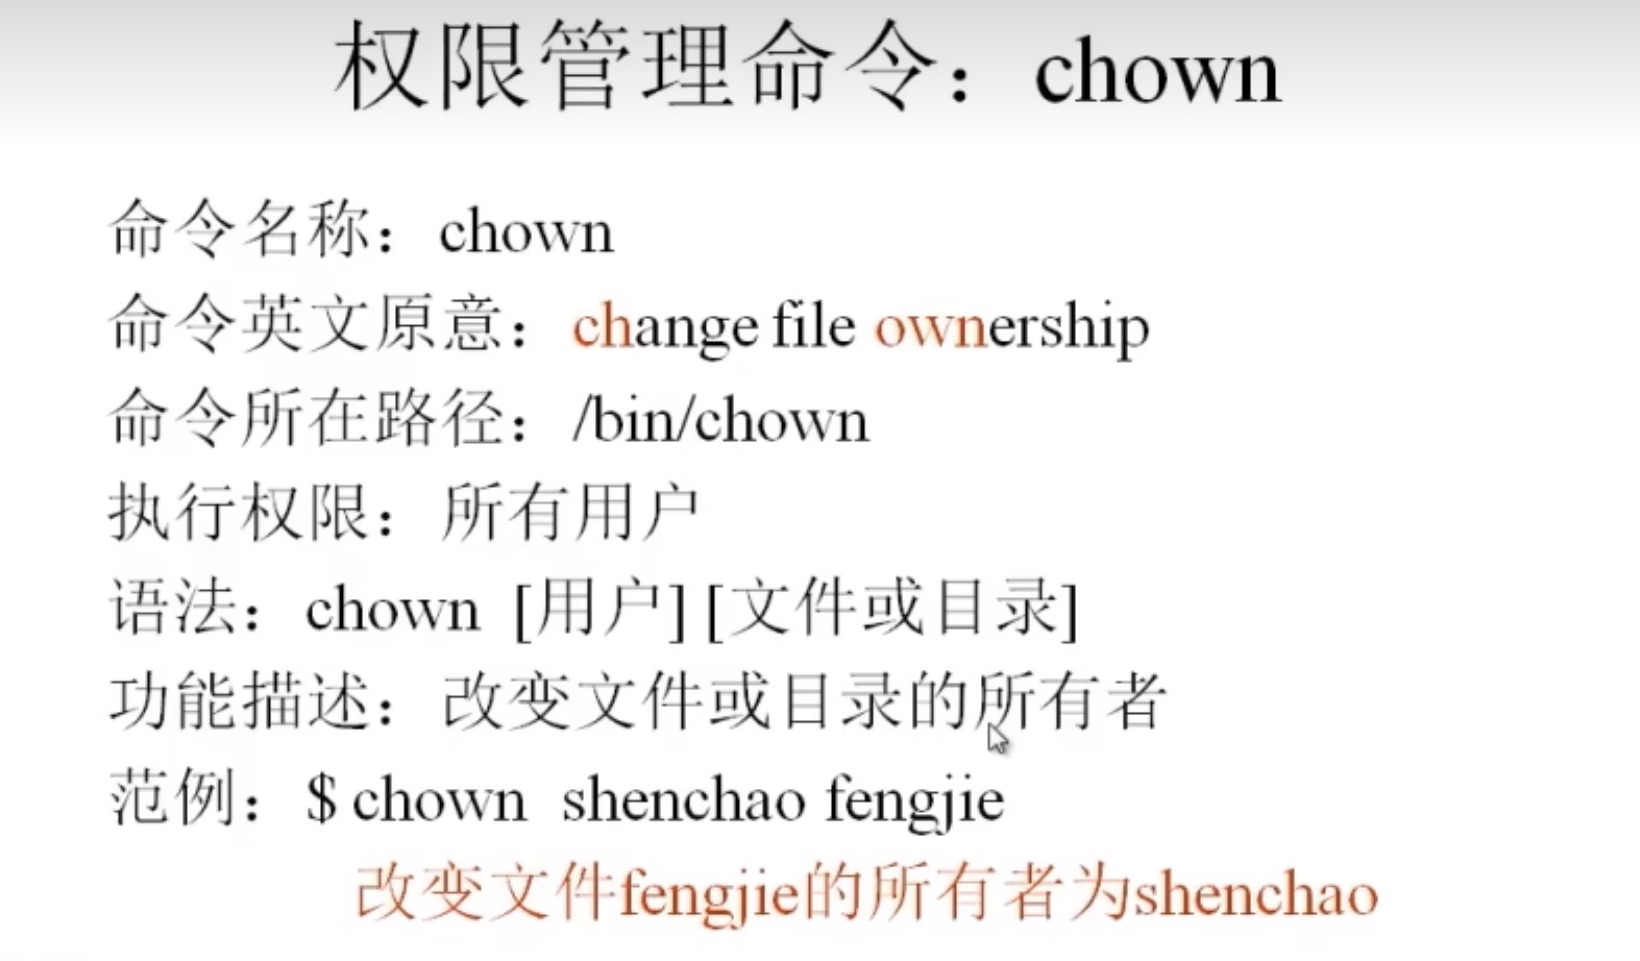 权限管理命令：chown
命令名称：chown
命令英文原意：change file ownership
命令所在路径：/bin/chown
执行权限：所有用户
语法：chown [用户] [文件或目录]
功能描述：改变文件或目录的所有者
范例：$ chown shenchao fengjie
改变文件fengjie的所有者为shenchao